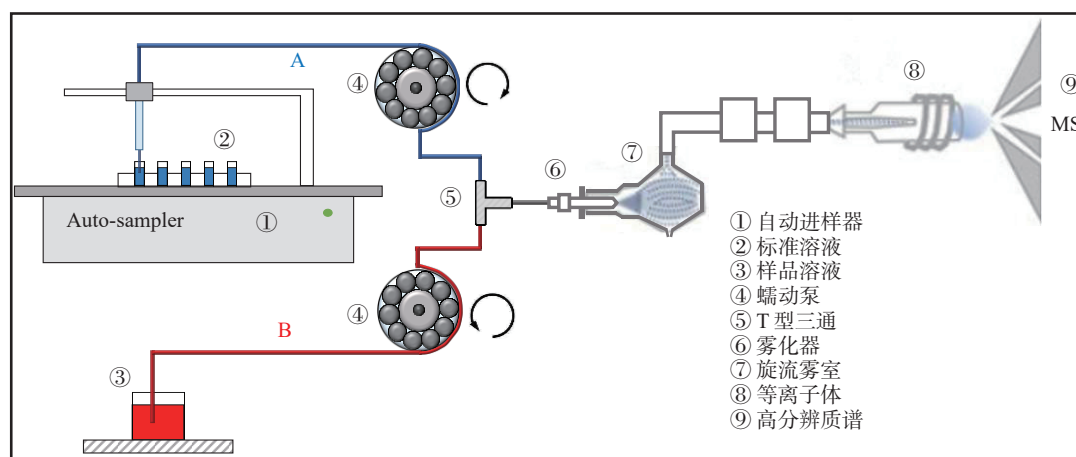 A
④
⑧
⑨
MS
②
⑦
⑥
⑤
Auto-sampler
①
④
B
③
① 自动进样器
② 标准溶液
③ 样品溶液
④ 蠕动泵
⑤ T 型三通
⑥ 雾化器
⑦ 旋流雾室
⑧ 等离子体
⑨ 高分辨质谱